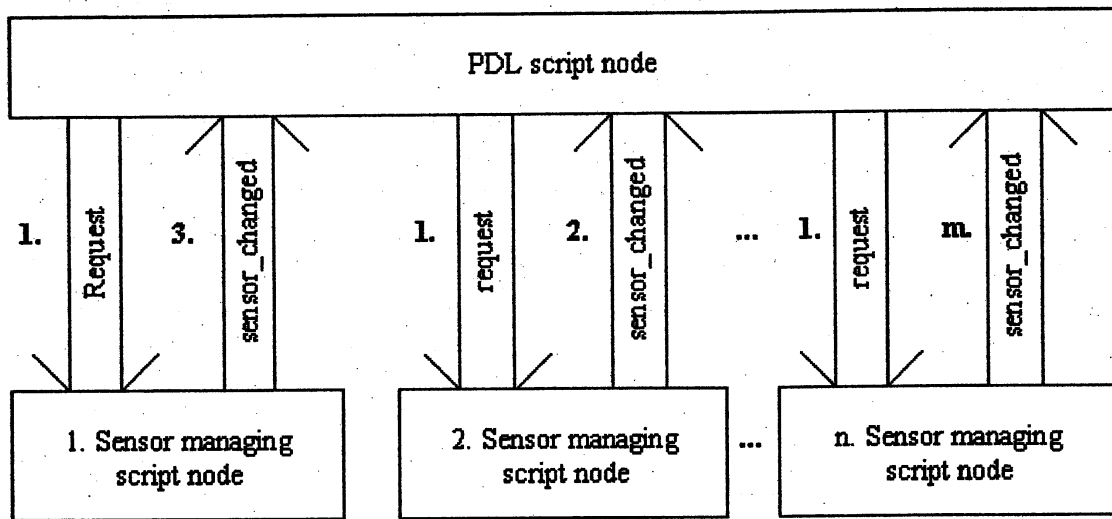 PDL script node
1.
Request
3.
sensor_changed
1.
request
2.
sensor_changed
...
1.
request
m.
sensor_changed
1. Sensor managing
script node
2. Sensor managing
script node
...
n. Sensor managing
script node